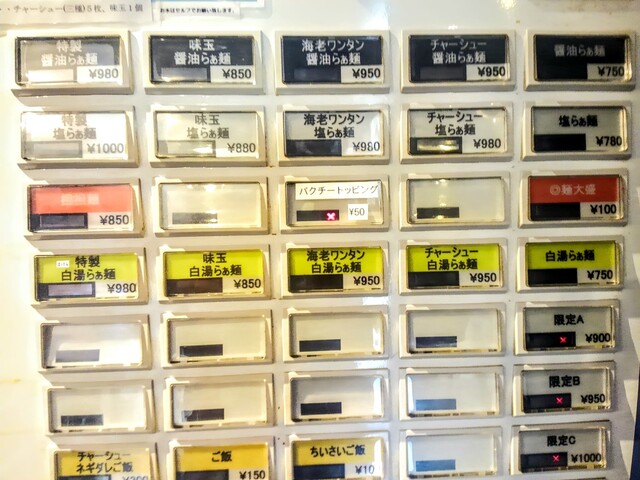 ・・チャーシュー(三種)5枚、味玉1個
特製 味玉 海老ワンタン チャーシュー
醤油らぁ麺 醤油らぁ麺 醤油らぁ麺 醤油らぁ麺 醤油らぁ麺
¥980 ¥850 ¥950 ¥950 ¥750
特製 味玉 海老ワンタン チャーシュー
塩らぁ麺 塩らぁ麺 塩らぁ麺 塩らぁ麺 塩らぁ麺
¥1000 ¥880 ¥980 ¥980 ¥780
パクチートッピング ◎麺大盛
¥850 ¥50 ¥100
特製 味玉 海老ワンタン チャーシュー
白湯らぁ麺 白湯らぁ麺 白湯らぁ麺 白湯らぁ麺 白湯らぁ麺
¥980 ¥850 ¥950 ¥950 ¥750
限定A
¥900
限定B
¥950
限定C
¥1000
チャーシュー
ネギダレご飯 ご飯 ちいさいご飯
¥150